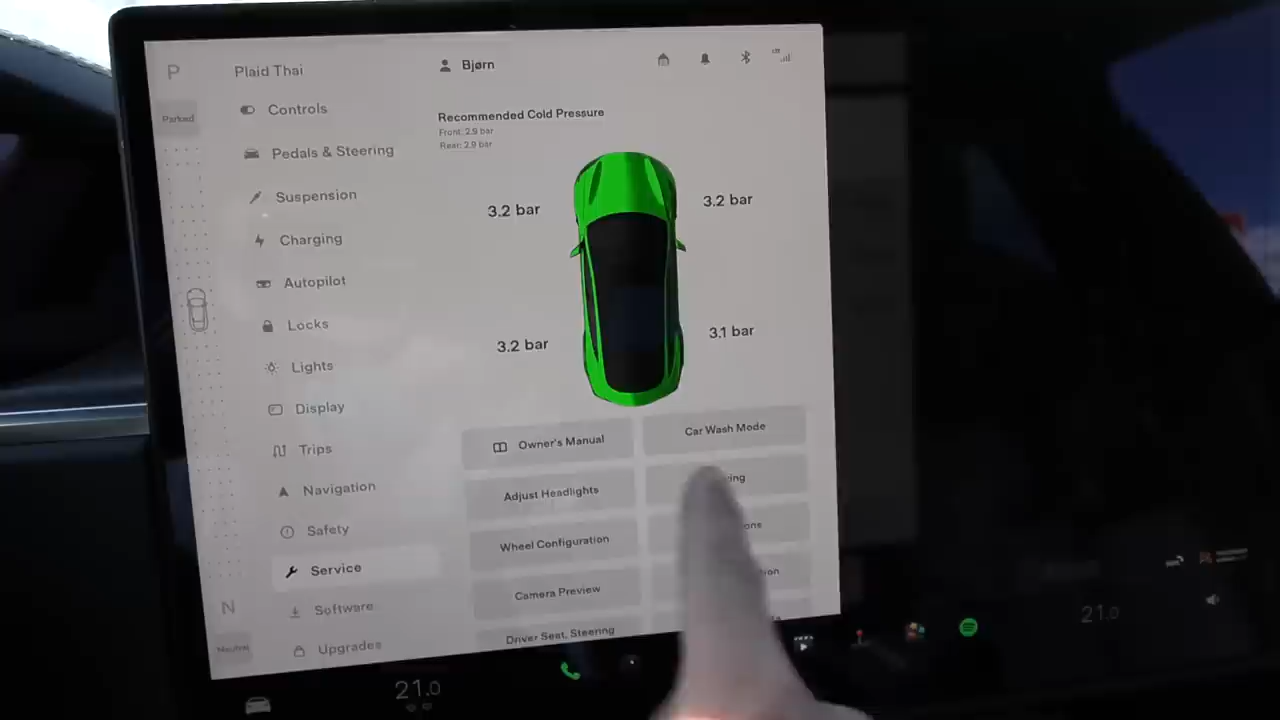 P
Parked
Plaid Thai
Bjørn
LTE
Controls
Pedals & Steering
Suspension
Charging
Autopilot
Locks
Lights
Display
Trips
Navigation
Safety
Service
Software
Upgrades
N
Neutral
Recommended Cold Pressure
Front: 2.9 bar
Rear: 2.9 bar
3.2 bar
3.2 bar
3.2 bar
3.1 bar
Owner's Manual
Car Wash Mode
Adjust Headlights
Wheel Configuration
Camera Preview
Driver Seat, Steering
21.0
21.0